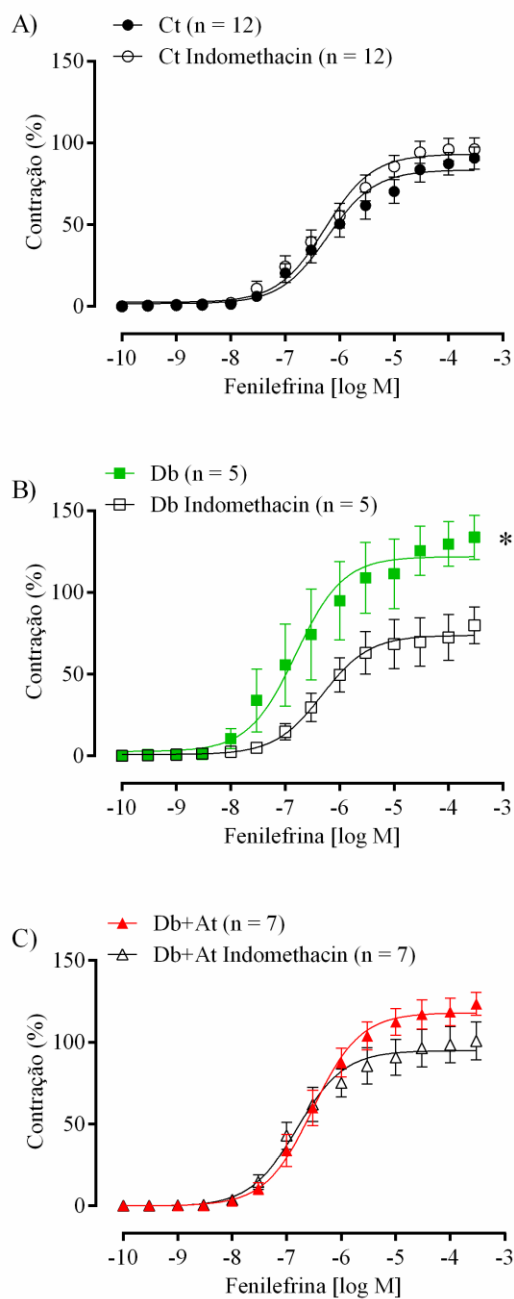 A)
Ct (n = 12)
Ct Indomethacin (n = 12)
150
100
50
0
Contração (%)
-10 -9 -8 -7 -6 -5 -4 -3
Fenilefrina [log M]
B)
Db (n = 5)
Db Indomethacin (n = 5)
150
100
50
0
Contração (%)
*
-10 -9 -8 -7 -6 -5 -4 -3
Fenilefrina [log M]
C)
Db+At (n = 7)
Db+At Indomethacin (n = 7)
150
100
50
0
Contração (%)
-10 -9 -8 -7 -6 -5 -4 -3
Fenilefrina [log M]